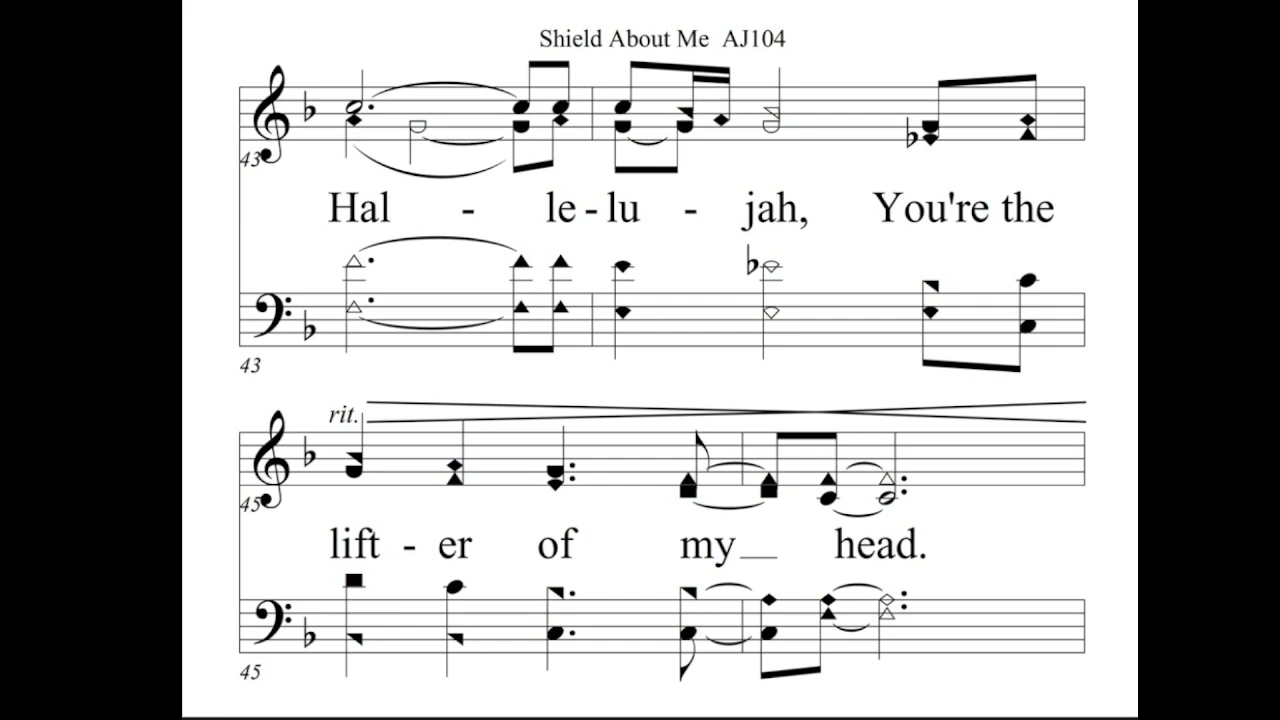 Shield About Me  AJ104
43
Hal - le - lu - jah, You're the
43
rit.
45
lift - er of my__ head.
45